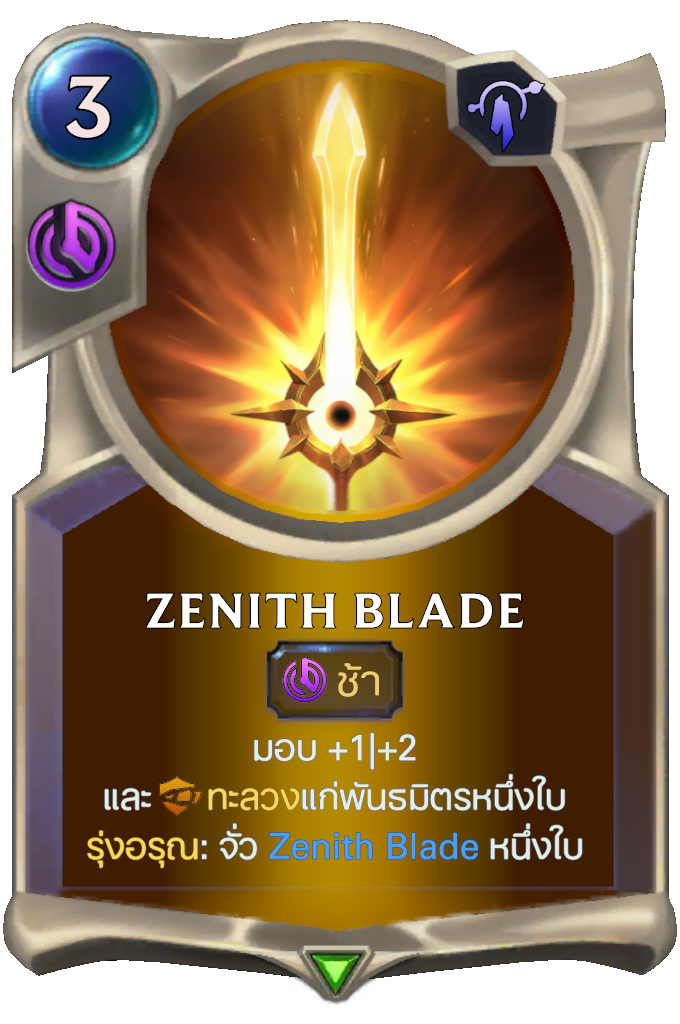 3
ZENITH BLADE
ช้า
มอบ +1|+2
และ ทะลวงแก่พันธมิตรหนึ่งใบ
รุ่งอรุณ: จั่ว Zenith Blade หนึ่งใบ